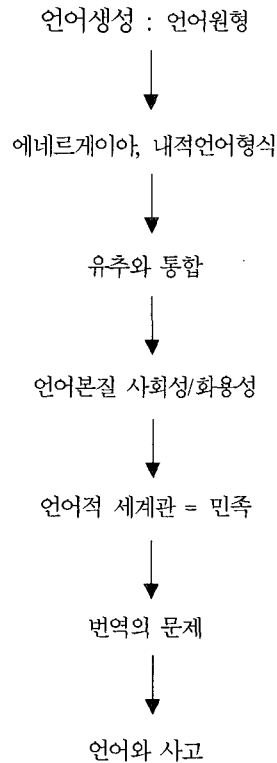 언어생성 : 언어원형
에네르게이아, 내적언어형식
유추와 통합
언어본질 사회성/화용성
언어적 세계관 = 민족
번역의 문제
언어와 사고